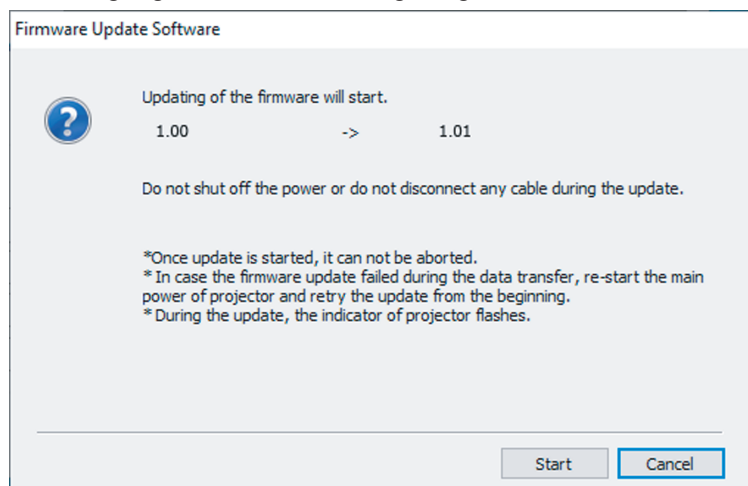 Firmware Update Software
Updating of the firmware will start.
1.00 -> 1.01
Do not shut off the power or do not disconnect any cable during the update.
*Once update is started, it can not be aborted.
* In case the firmware update failed during the data transfer, re-start the main
power of projector and retry the update from the beginning.
* During the update, the indicator of projector flashes.
Start Cancel